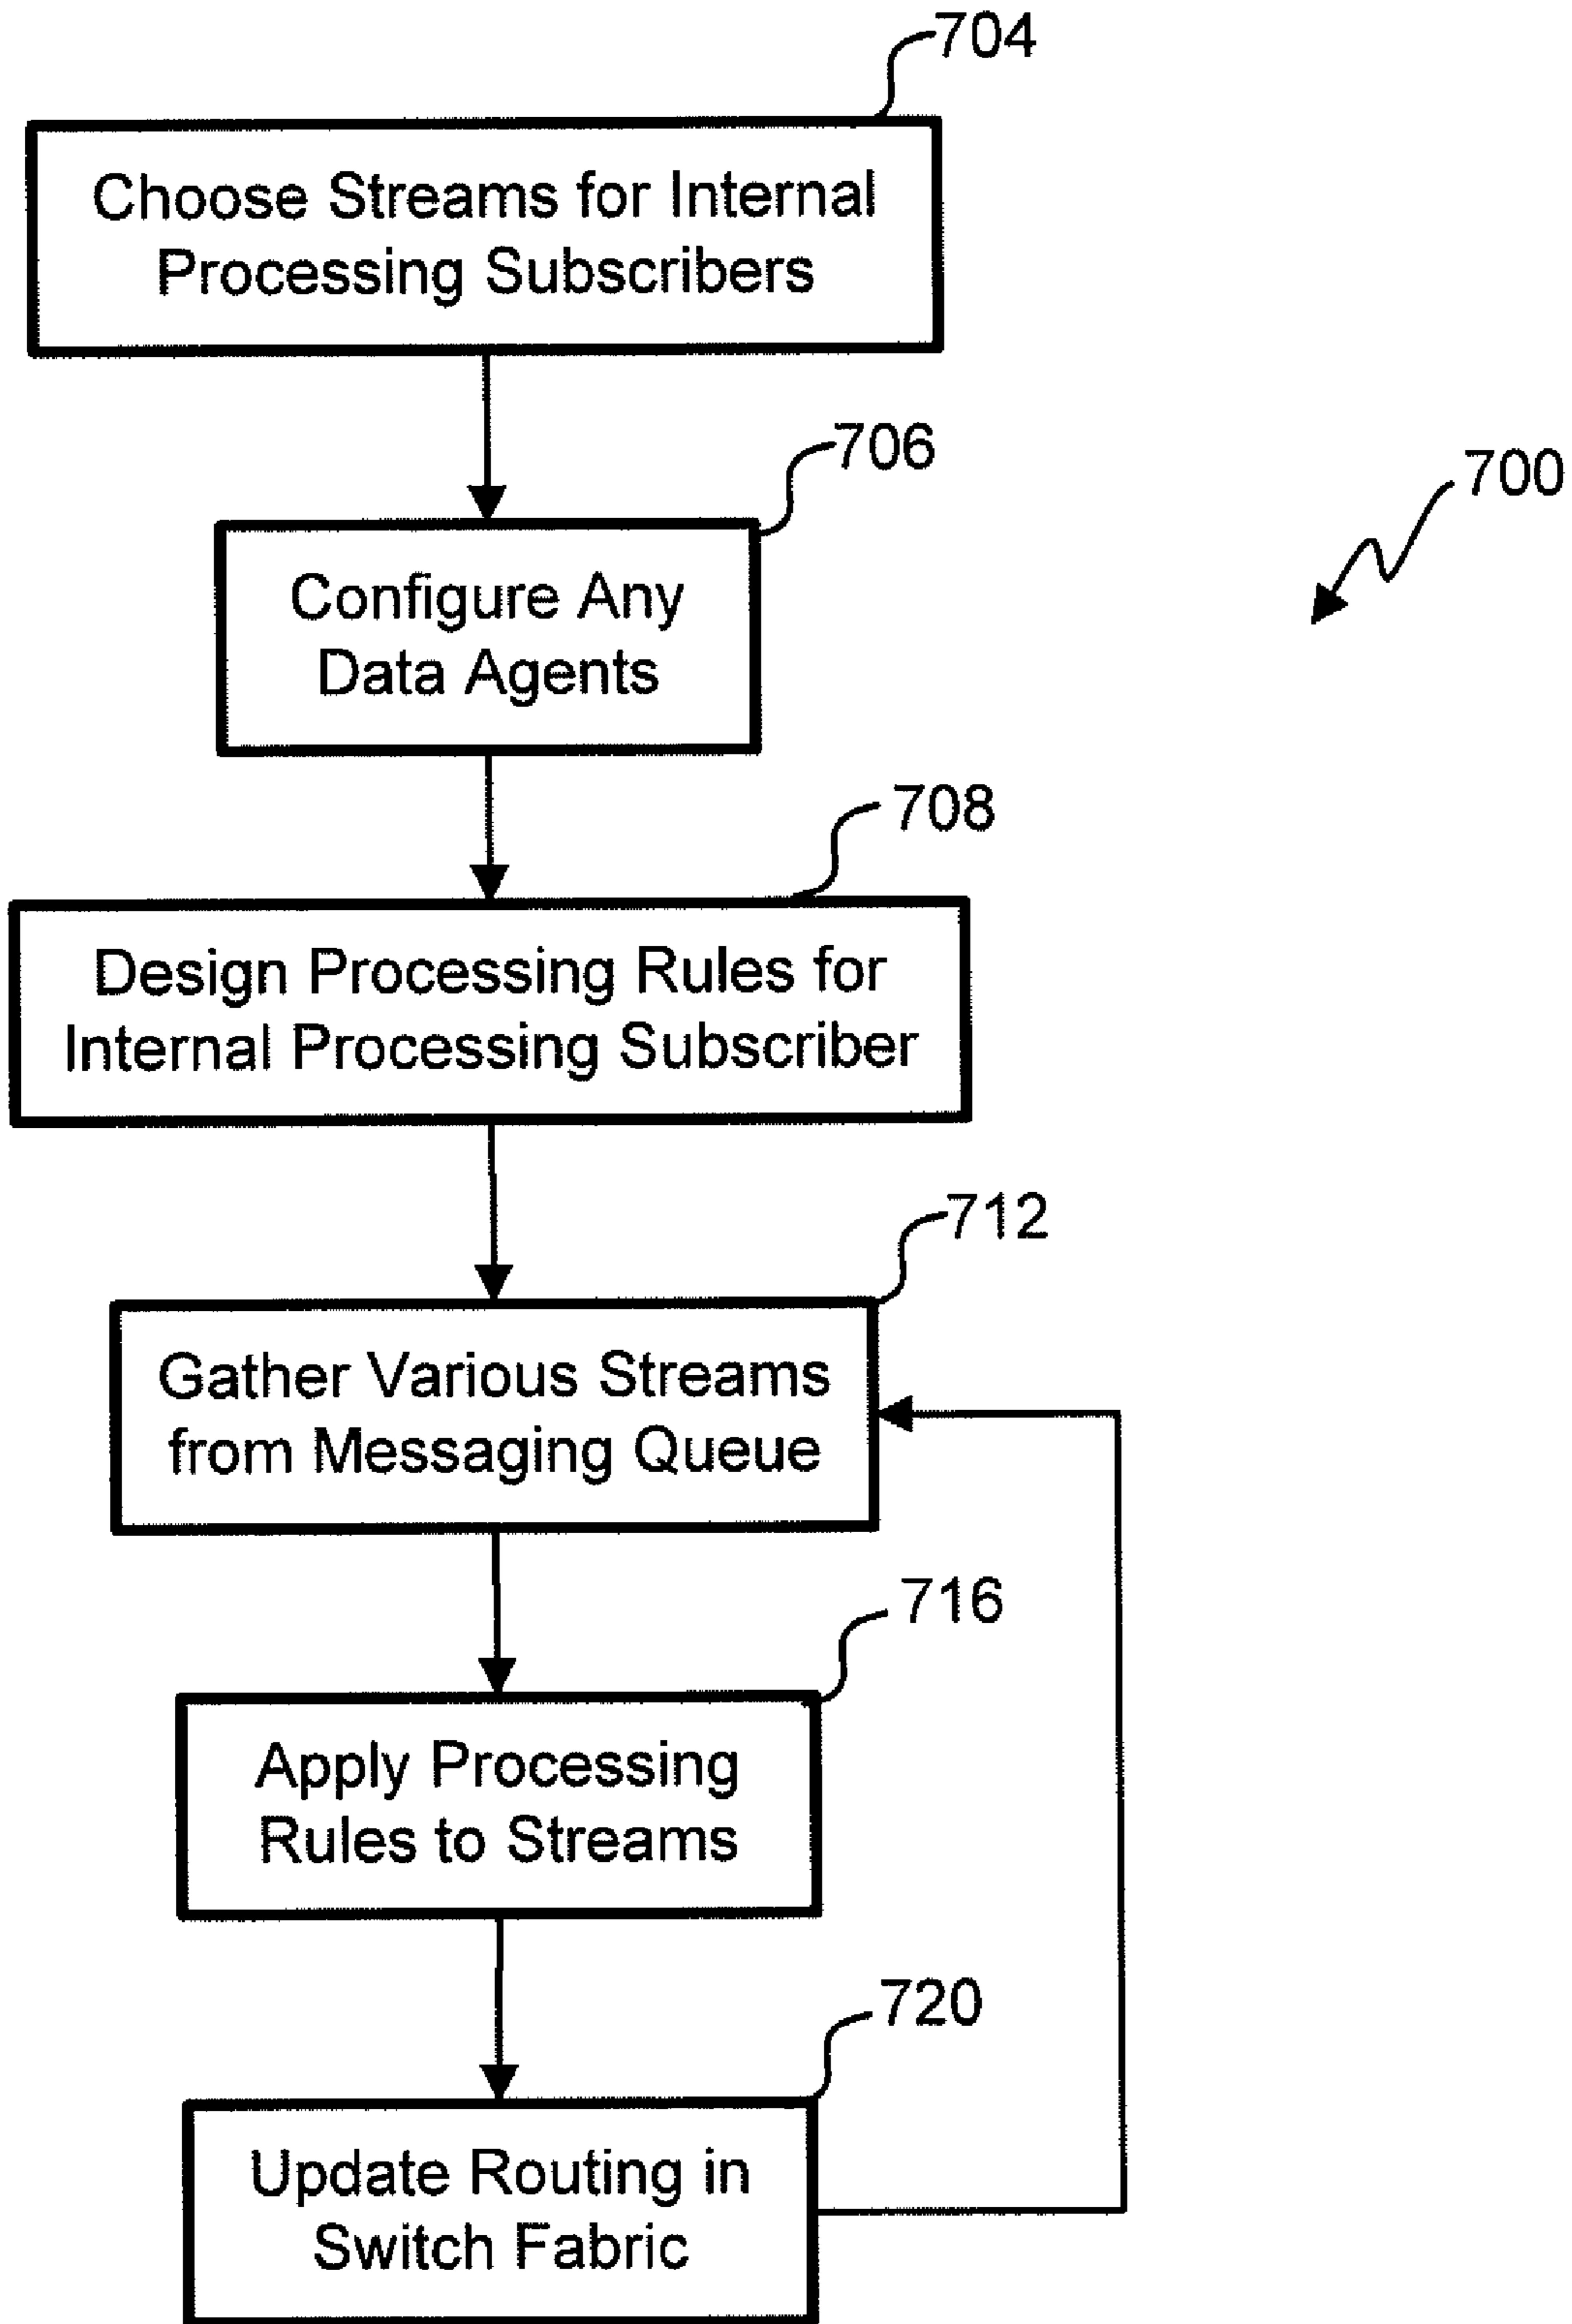 704
Choose Streams for Internal
Processing Subscribers
706
700
Configure Any
Data Agents
708
Design Processing Rules for
Internal Processing Subscriber
712
Gather Various Streams
from Messaging Queue
716
Apply Processing
Rules to Streams
720
Update Routing in
Switch Fabric